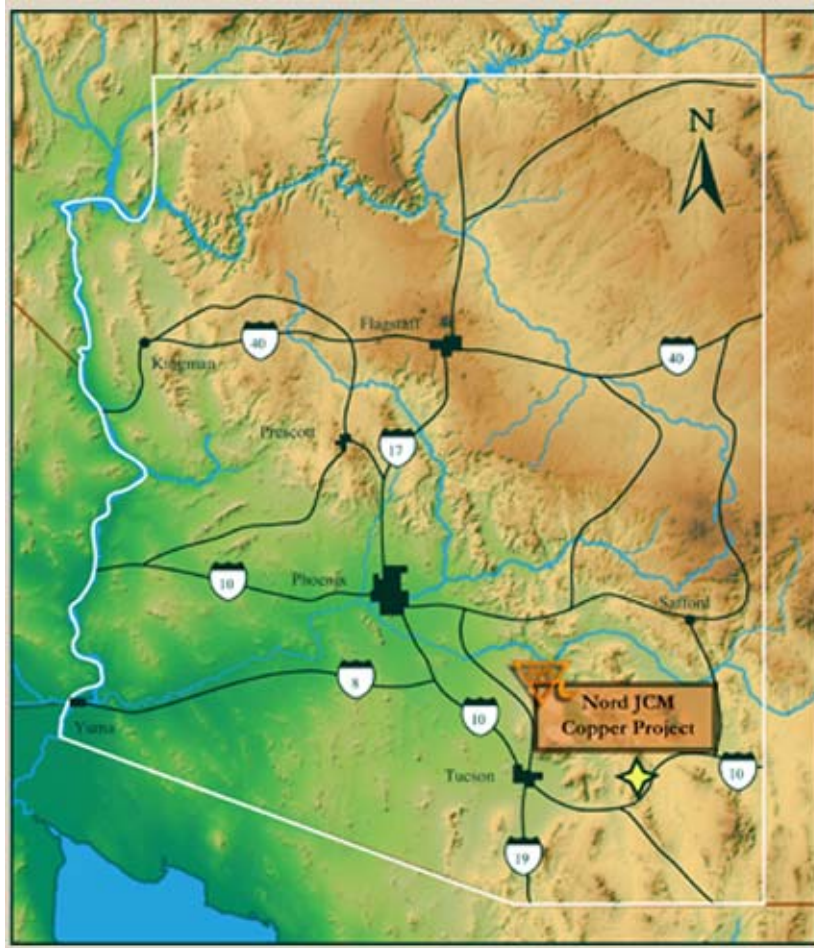 N
Flagstaff
40
Kingman
40
Prescott
17
10
Phoenix
Safford
8
Nord JCM
Copper Project
10
Yuma
Tucson
10
19